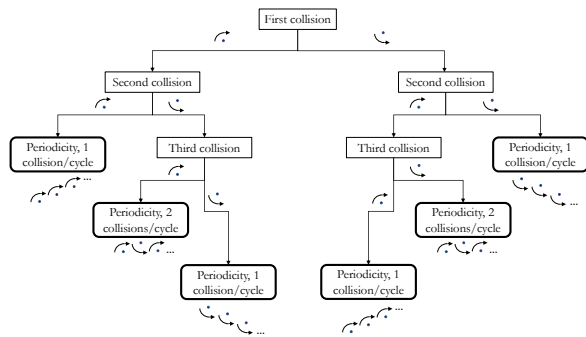 First collision
Second collision
Second collision
Periodicity, 1
collision/cycle
...
Third collision
Third collision
Periodicity, 1
collision/cycle
...
Periodicity, 2
collisions/cycle
...
Periodicity, 2
collision/cycle
...
Periodicity, 1
collision/cycle
...
Periodicity, 1
collision/cycle
...